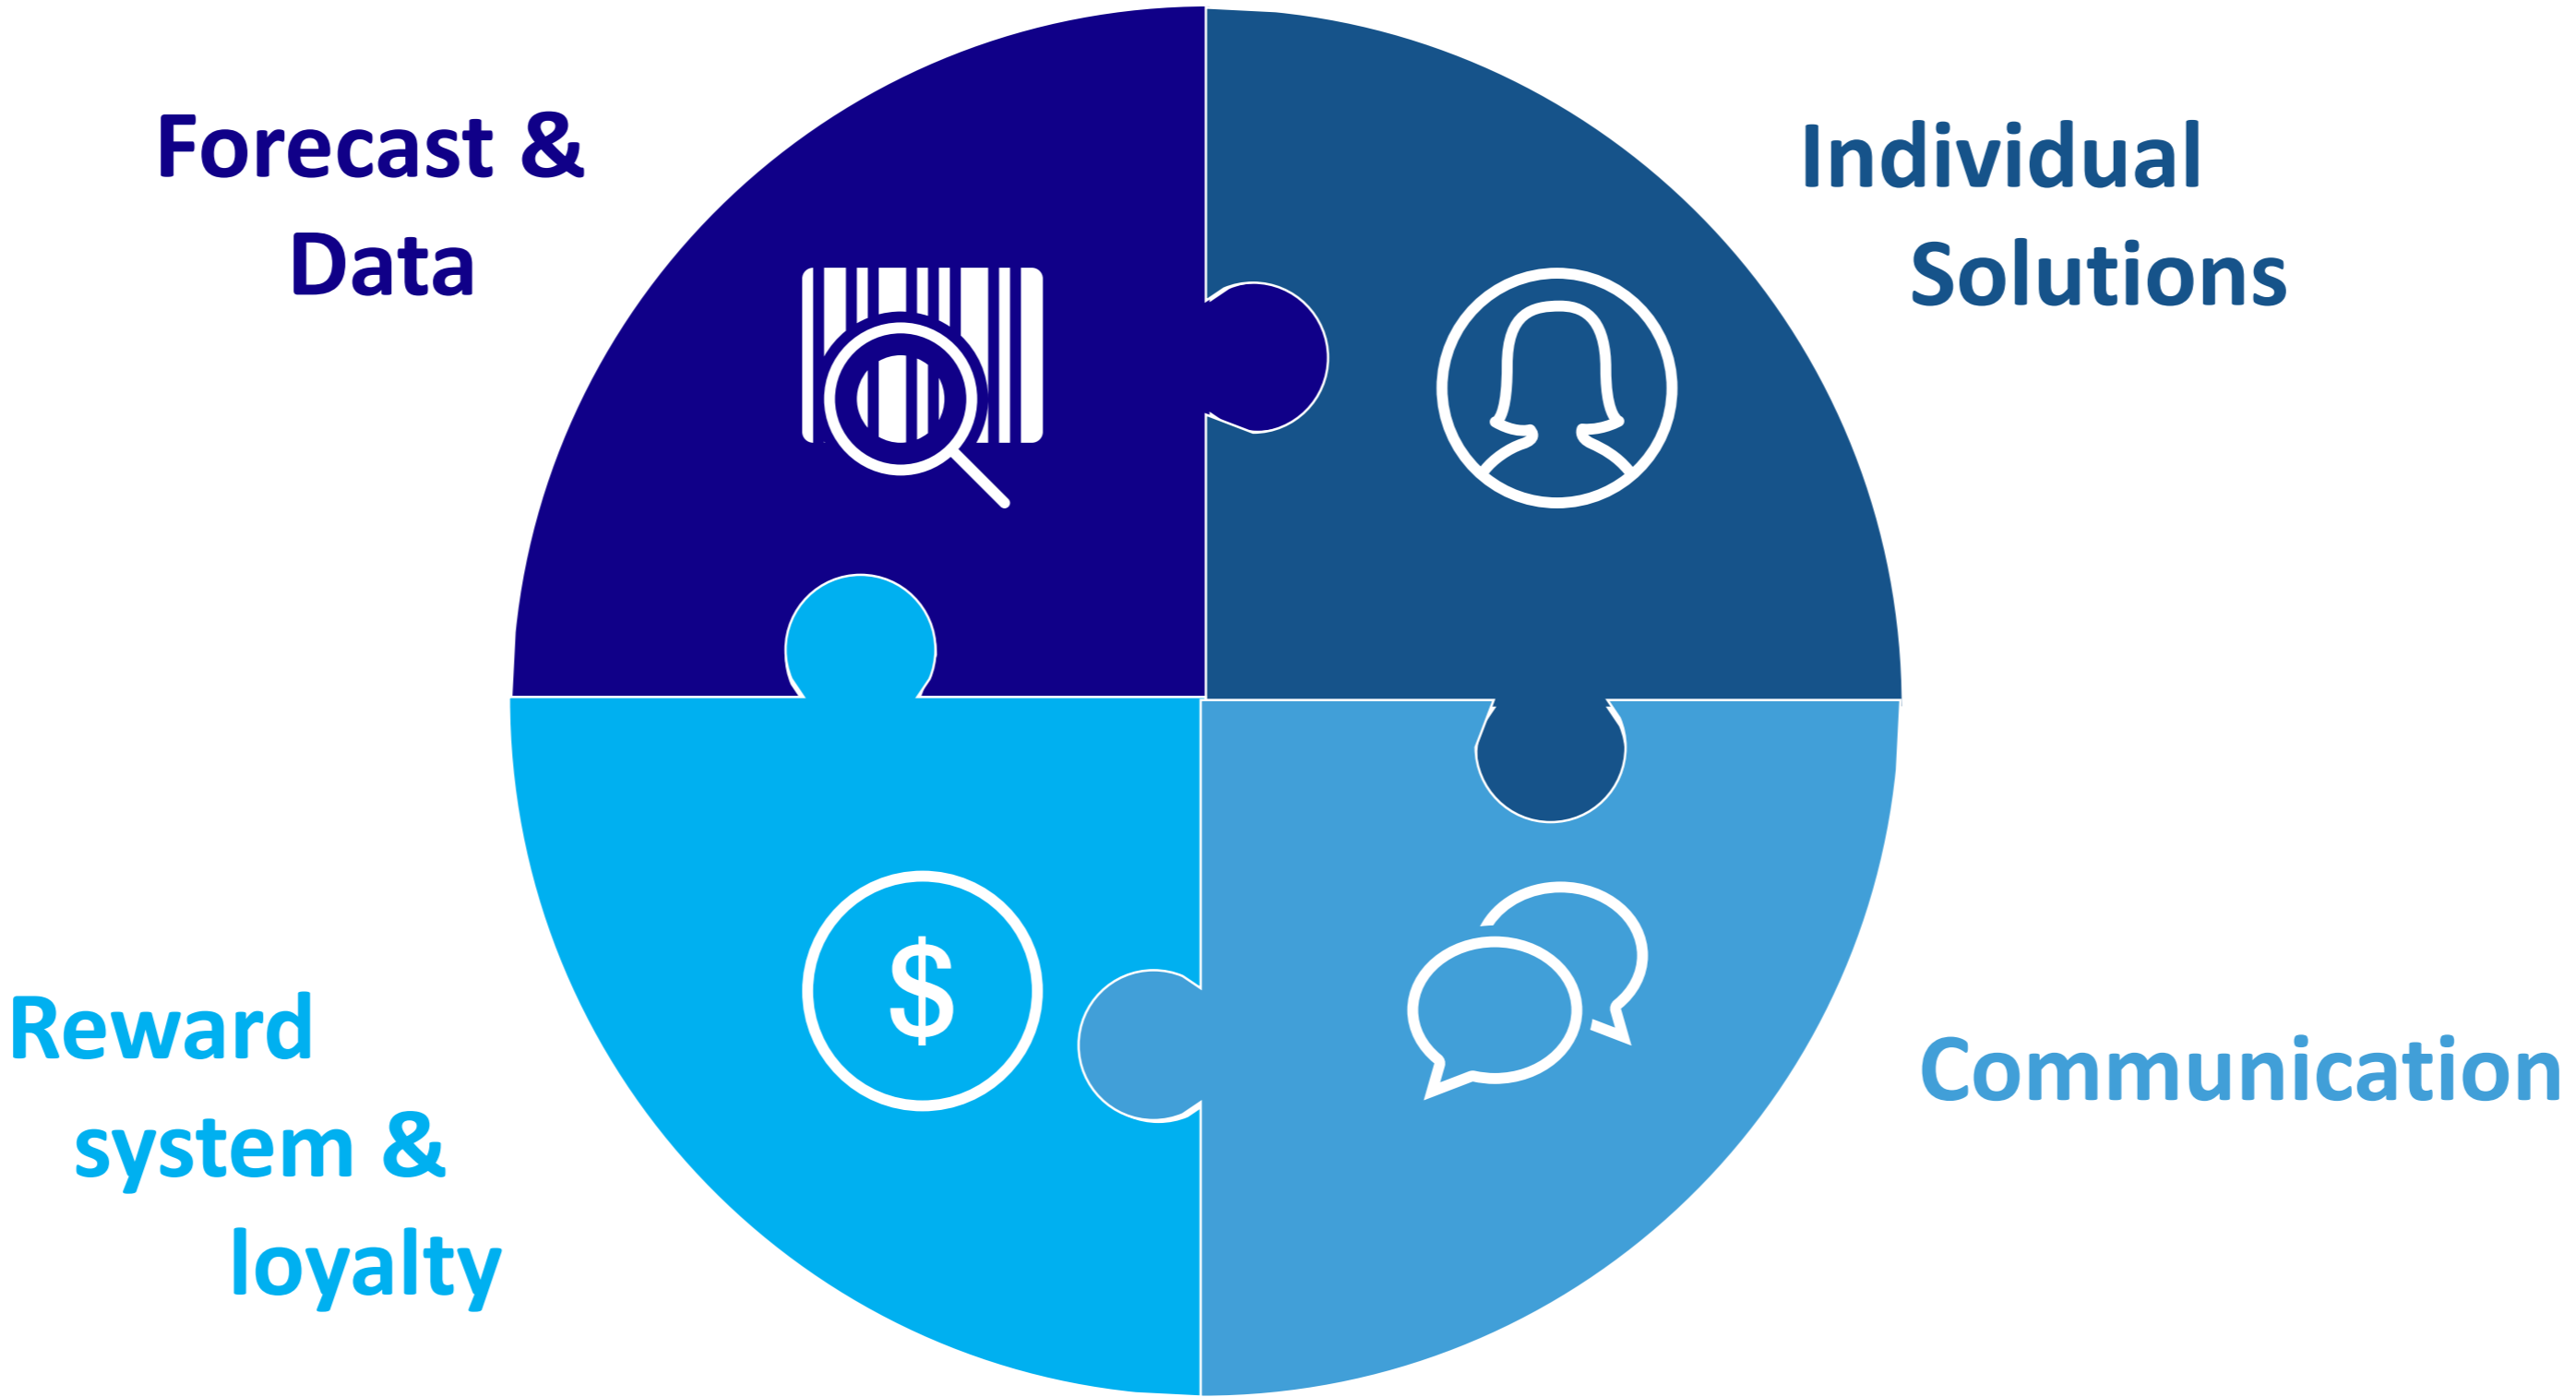 Forecast &
Data
Individual
Solutions
$
Reward
system &
loyalty
Communication